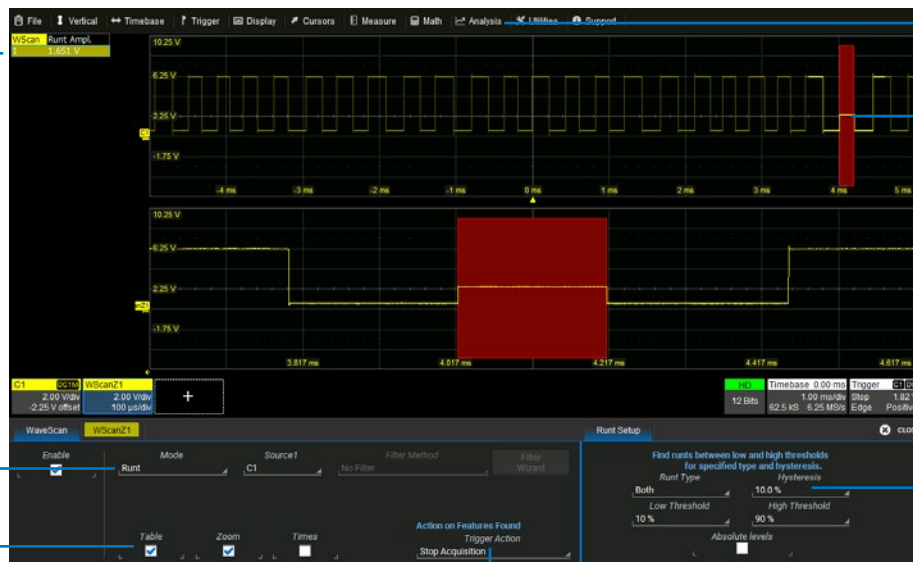 File Vertical Timebase Trigger Display Cursors Measure Math Analysis Utilities Support
WScan Runt Ampl.
1 1.651 V
10.25 V
6.25 V
2.25 V
C1
-1.75 V
-4 ms -3 ms -2 ms -1 ms 0 ms 1 ms 2 ms 3 ms 4 ms 5 ms
10.25 V
6.25 V
2.25 V
-1.75 V
3.817 ms 4.017 ms 4.217 ms 4.417 ms 4.617 ms
C1 DC1M WScanZ1 HD Timebase 0.00 ms Trigger C1
2.00 V/div 2.00 V/div + 12 Bits 1.00 ms/div Stop 1.82
-2.25 V offset 100 µs/div 62.5 kS 6.25 MS/s Edge Positiv
WaveScan WScanZ1 Runt Setup CLO
Enable Mode Source1 Filter Method Filter Wizard
Runt C1 No Filter
Find runts between low and high thresholds
for specified type and hysteresis.
Runt Type Hysteresis
Both 10.0 %
Low Threshold High Threshold
10 % 90 %
Table Zoom Times
Action on Features Found
Trigger Action
Stop Acquisition
Absolute levels